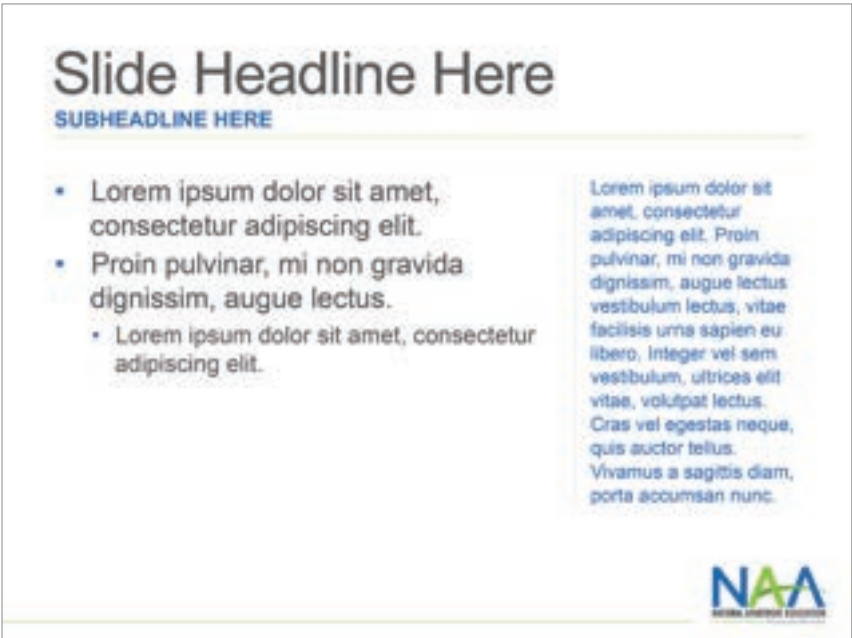 Slide Headline Here
SUBHEADLINE HERE
• Lorem ipsum dolor sit amet,
consectetur adipiscing elit.
• Proin pulvinar, mi non gravida
dignissim, augue lectus.
• Lorem ipsum dolor sit amet, consectetur
adipiscing elit.
Lorem ipsum dolor sit
amet, consectetur
adipiscing elit. Proin
pulvinar, mi non gravida
dignissim, augue lectus
vestibulum lectus, vitae
facilisis urna sapien eu
libero. Integer vel sem
vestibulum, ultrices elit
vitae, volutpat lectus.
Cras vel egestas neque,
quis auctor tellus.
Vivamus a sagittis diam,
porta accumsan nunc.
NAA
NATIONAL APARTMENT ASSOCIATION